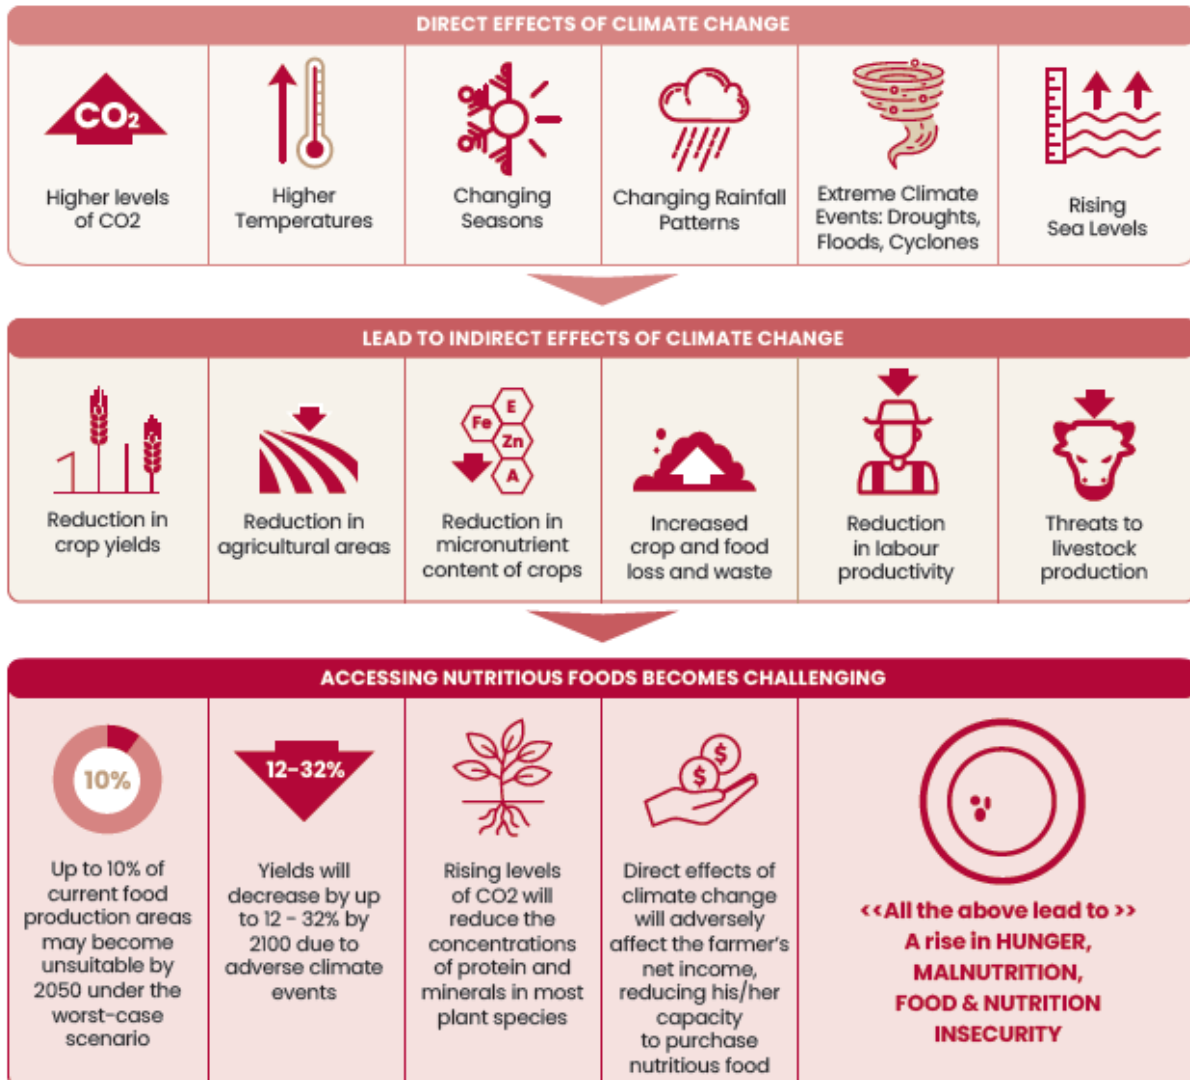 DIRECT EFFECTS OF CLIMATE CHANGE
CO2
Higher levels
of CO2
Higher
Temperatures
Changing
Seasons
Changing Rainfall
Patterns
Extreme Climate
Events: Droughts,
Floods, Cyclones
Rising
Sea Levels
LEAD TO INDIRECT EFFECTS OF CLIMATE CHANGE
Reduction in
crop yields
Reduction in
agricultural areas
E
Fe
Zn
A
Reduction in
micronutrient
content of crops
Increased
crop and food
loss and waste
Reduction
in labour
productivity
Threats to
livestock
production
ACCESSING NUTRITIOUS FOODS BECOMES CHALLENGING
10%
Up to 10% of
current food
production areas
may become
unsuitable by
2050 under the
worst-case
scenario
12-32%
Yields will
decrease by up
to 12 - 32% by
2100 due to
adverse climate
events
Rising levels
of CO2 will
reduce the
concentrations
of protein and
minerals in most
plant species
$
$
Direct effects of
climate change
will adversely
affect the farmer's
net income,
reducing his/her
capacity
to purchase
nutritious food
<<All the above lead to >>
A rise in HUNGER,
MALNUTRITION,
FOOD & NUTRITION
INSECURITY